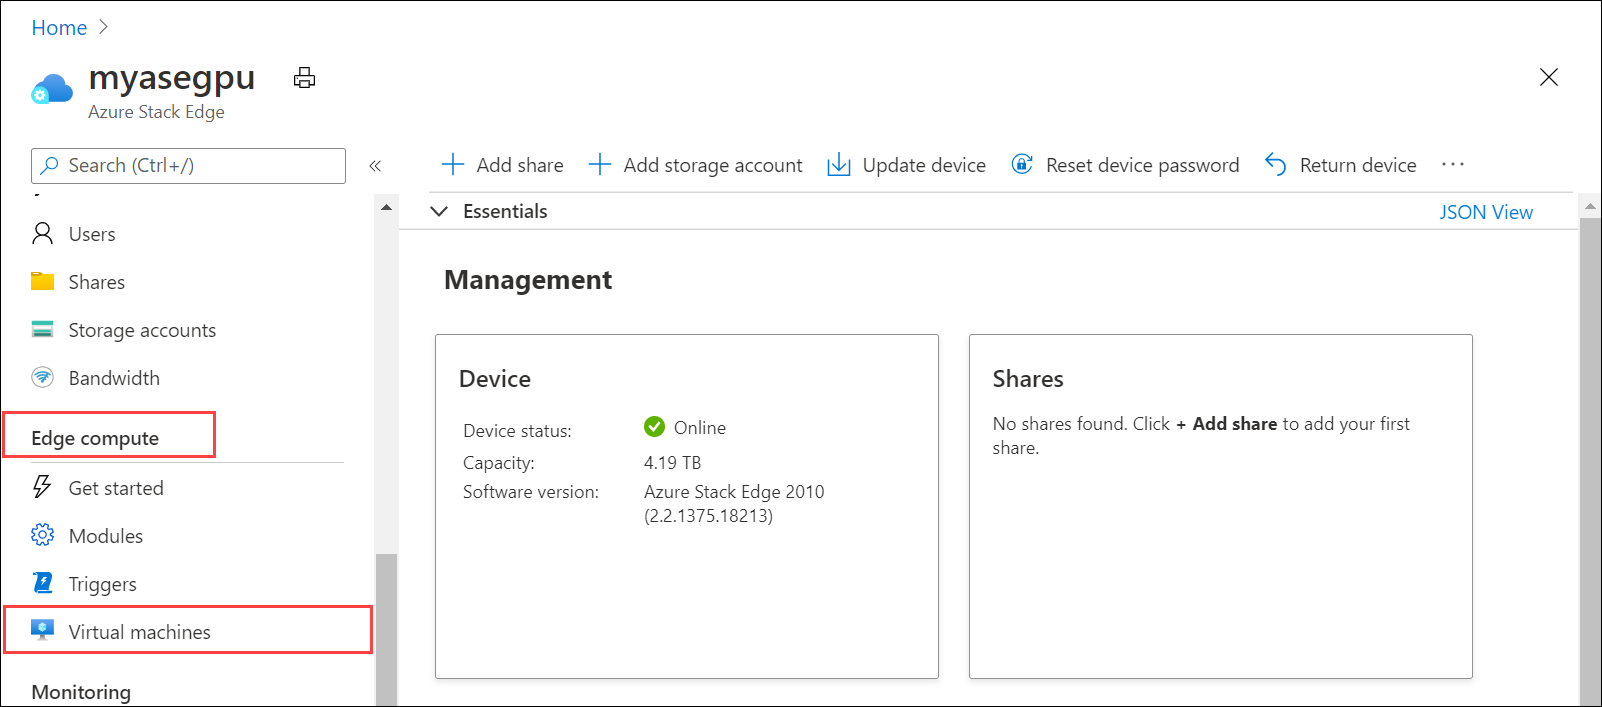 Home
myasegpu
Azure Stack Edge
Search (Ctrl+/)
Users
Shares
Storage accounts
Bandwidth
Edge compute
Get started
Modules
Triggers
Virtual machines
Monitoring
Add share
Add storage account
Update device
Reset device password
Return device
Essentials
JSON View
Management
Device
Device status: Online
Capacity: 4.19 TB
Software version: Azure Stack Edge 2010
(2.2.1375.18213)
Shares
No shares found. Click + Add share to add your first
share.